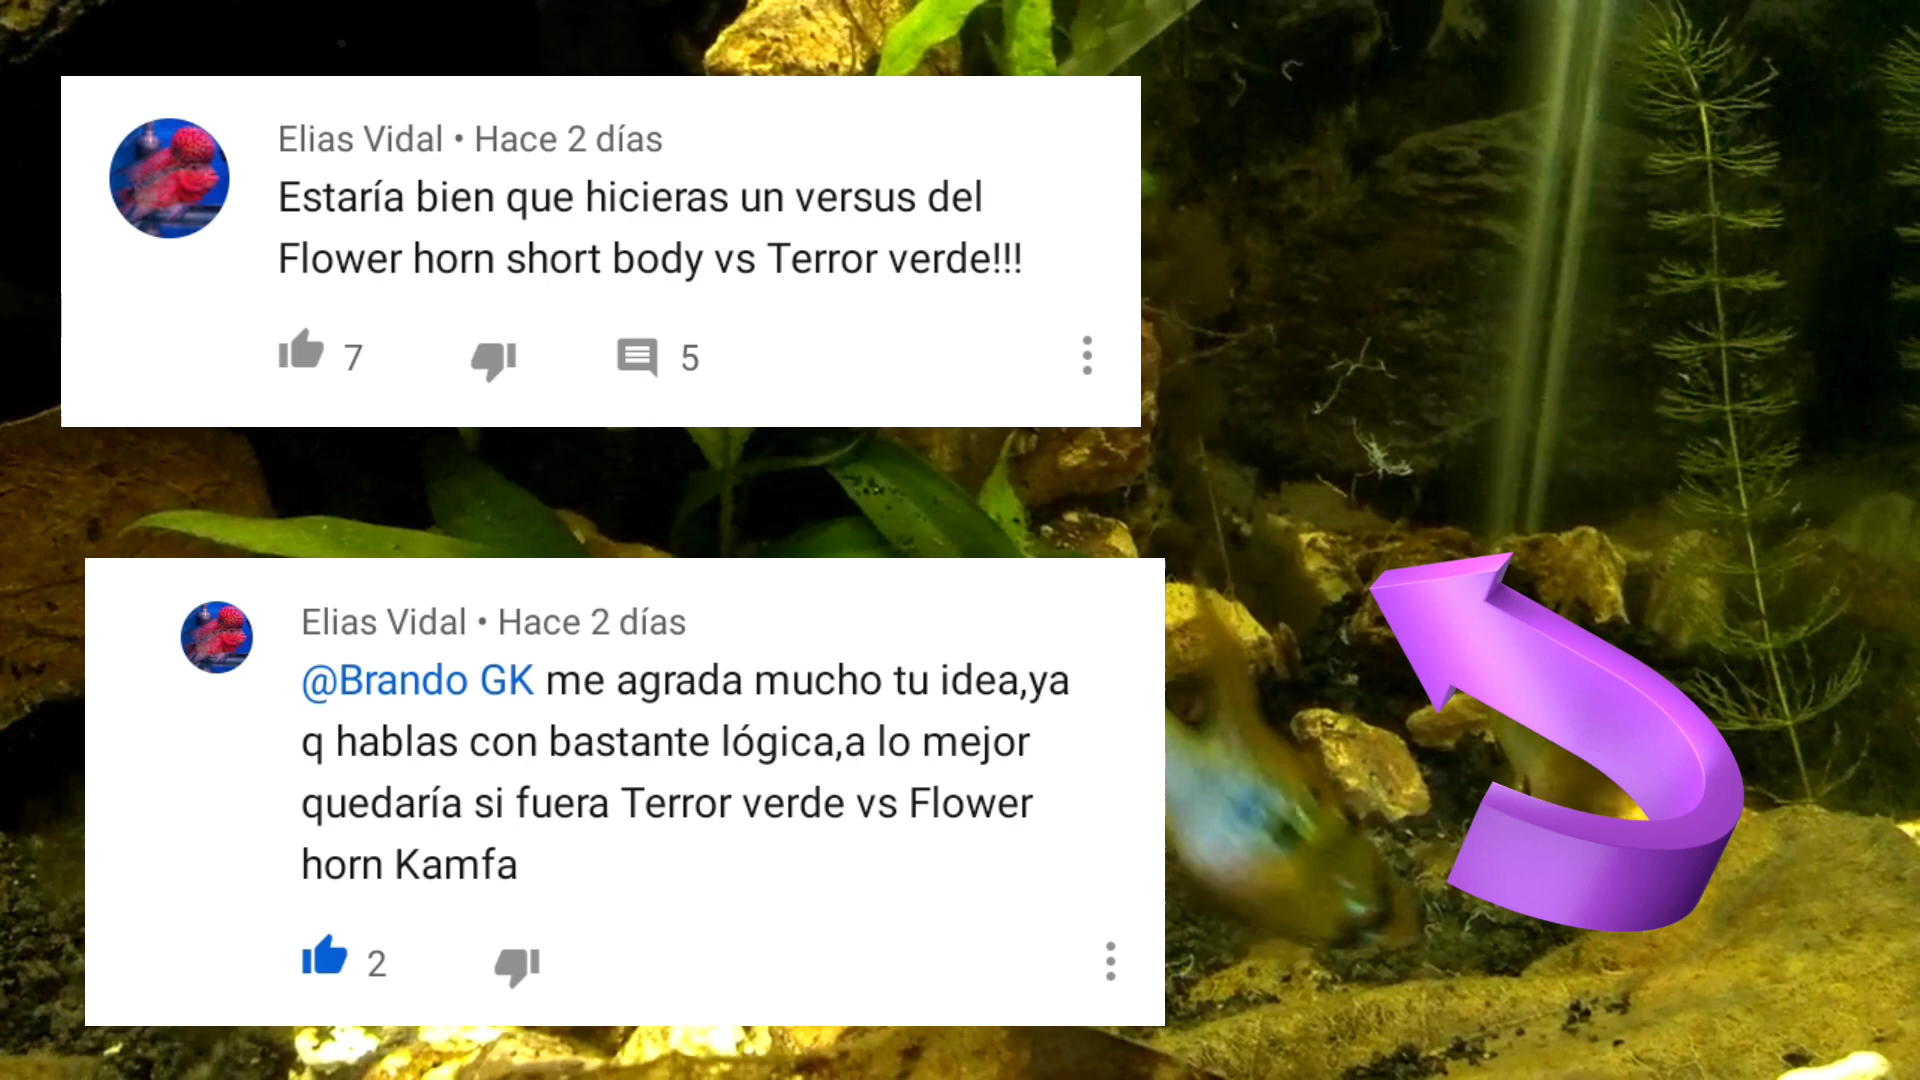 Elias Vidal • Hace 2 días
Estaría bien que hicieras un versus del
Flower horn short body vs Terror verde!!!
7
5
Elias Vidal • Hace 2 días
@Brando GK me agrada mucho tu idea,ya
q hablas con bastante lógica,a lo mejor
quedaría si fuera Terror verde vs Flower
horn Kamfa
2